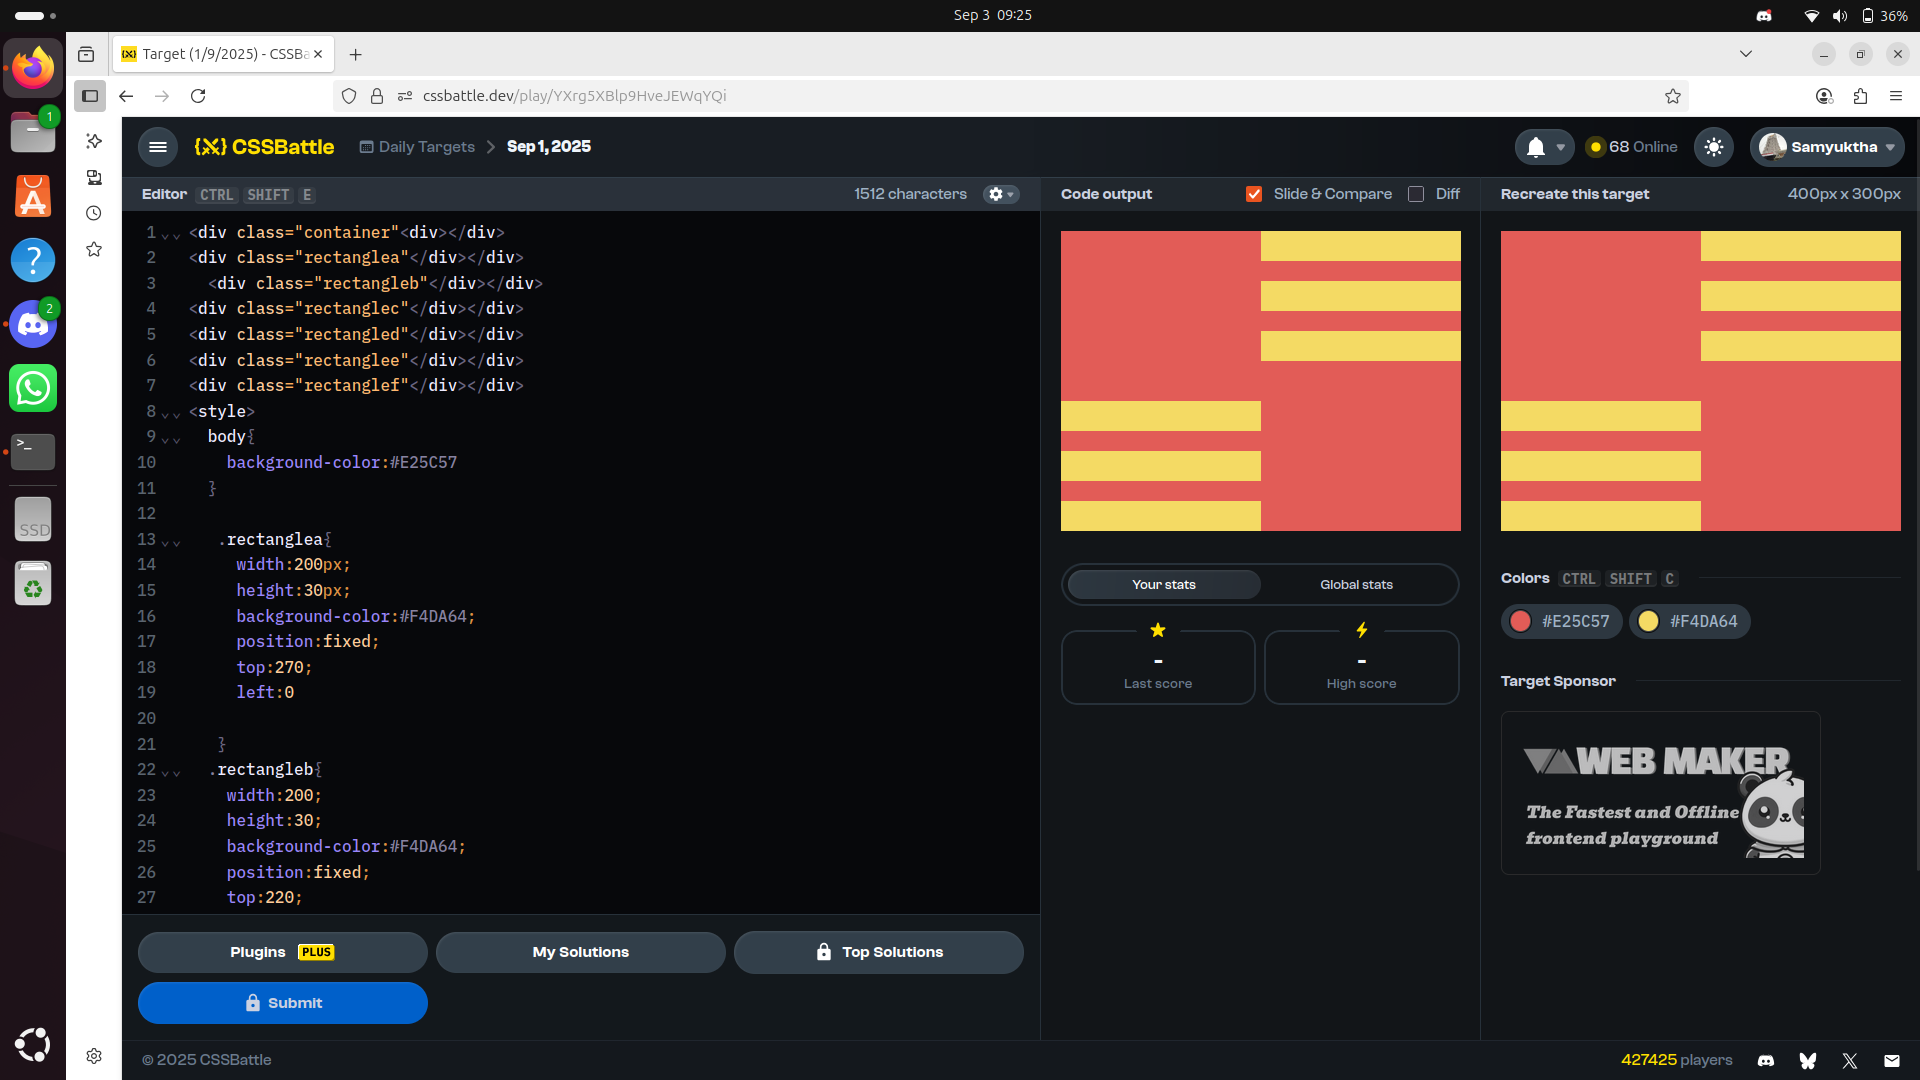 Sep 3 09:25
36%
Target (1/9/2025) - CSSBa
cssbattle.dev/play/YXrg5XBlp9HveJEWqYQi
CSSBattle
Daily Targets
Sep 1, 2025
68 Online
Samyuktha
Editor CTRL SHIFT E
1512 characters
Code output
Slide & Compare
Diff
Recreate this target
400px x 300px
1 <div class="container"<div></div>
2 <div class="rectanglea"</div></div>
3 <div class="rectangleb"</div></div>
4 <div class="rectanglec"</div></div>
5 <div class="rectangled"</div></div>
6 <div class="rectanglee"</div></div>
7 <div class="rectanglef"</div></div>
8 <style>
9 body{
10 background-color:#E25C57
11 }
12
13 .rectanglea{
14 width:200px;
15 height:30px;
16 background-color:#F4DA64;
17 position:fixed;
18 top:270;
19 left:0
20
21 }
22 .rectangleb{
23 width:200;
24 height:30;
25 background-color:#F4DA64;
26 position:fixed;
27 top:220;
Your stats
Global stats
-
Last score
-
High score
Colors CTRL SHIFT C
#E25C57
#F4DA64
Target Sponsor
WEB MAKER
The Fastest and Offline
frontend playground
Plugins PLUS
My Solutions
Top Solutions
Submit
© 2025 CSSBattle
427425 players
1
2
SSD